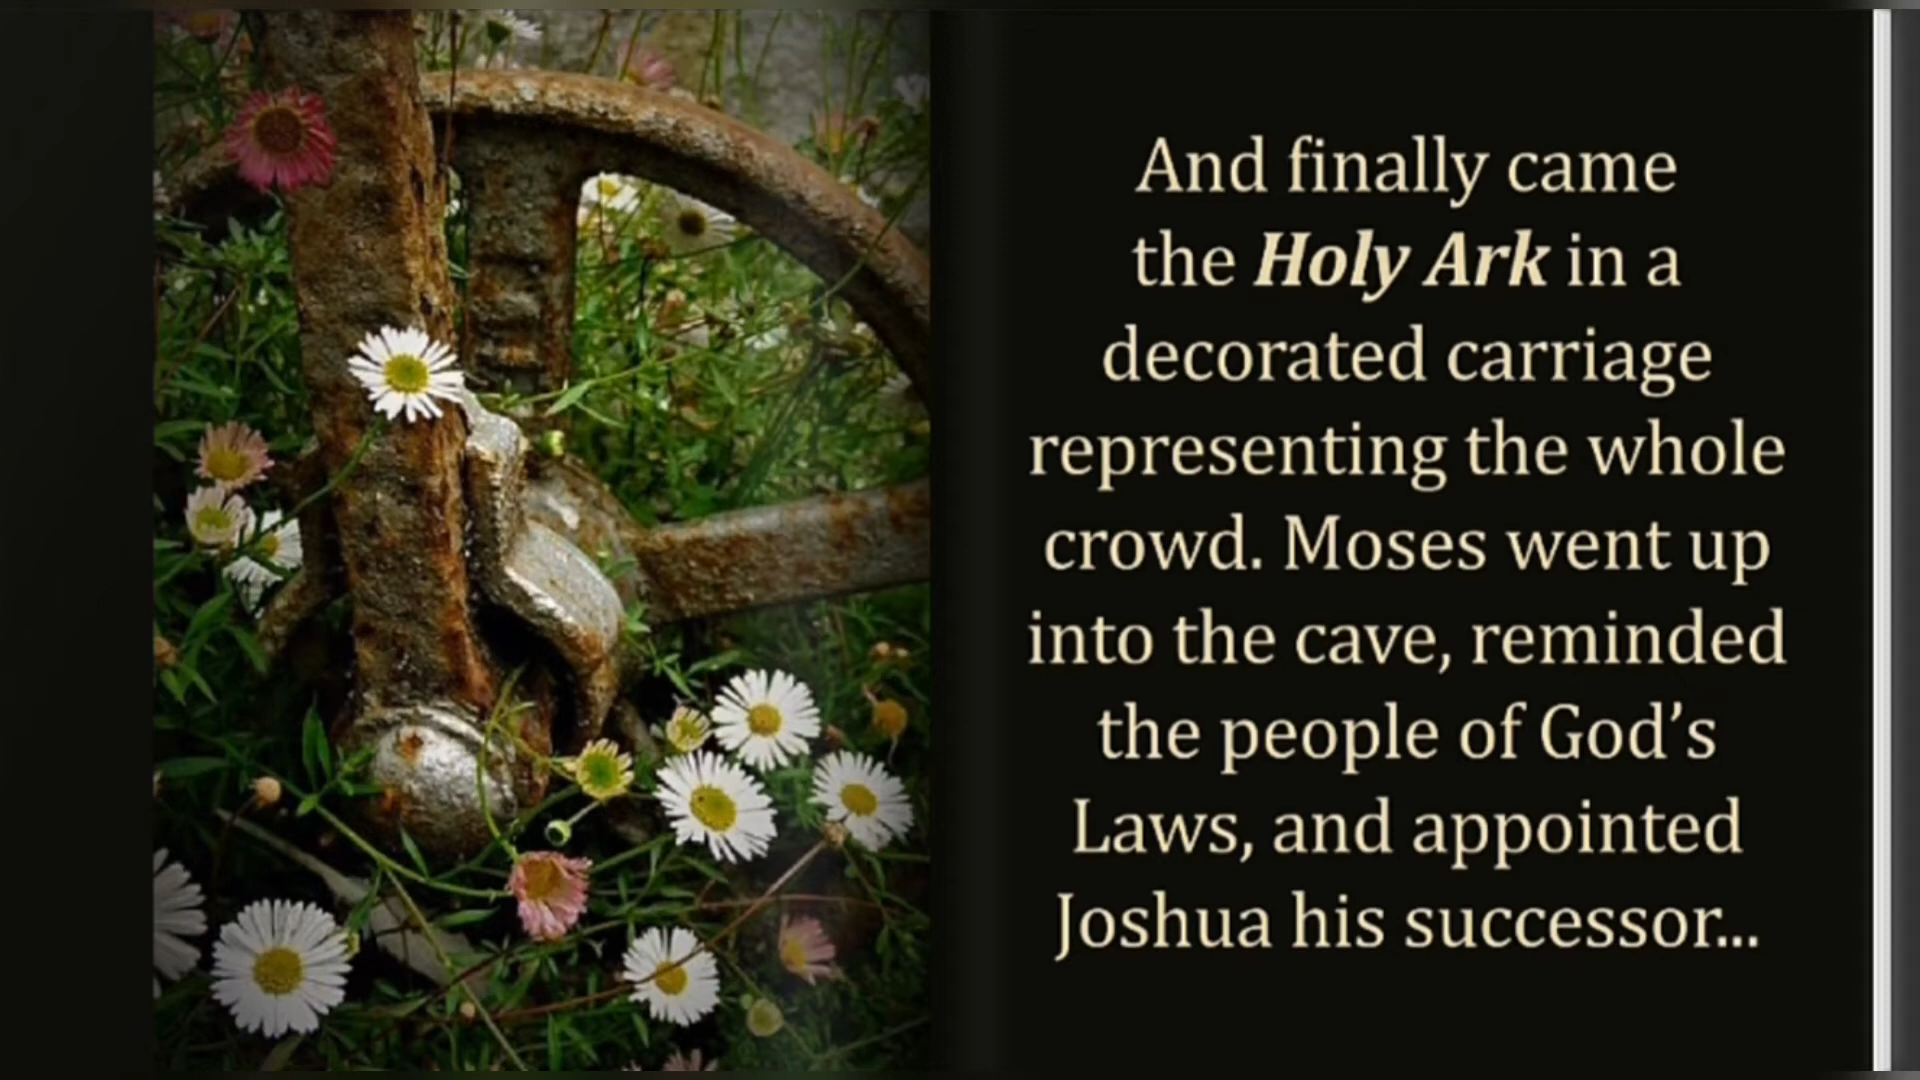 And finally came
the Holy Ark in a
decorated carriage
representing the whole
crowd. Moses went up
into the cave, reminded
the people of God’s
Laws, and appointed
Joshua his successor...